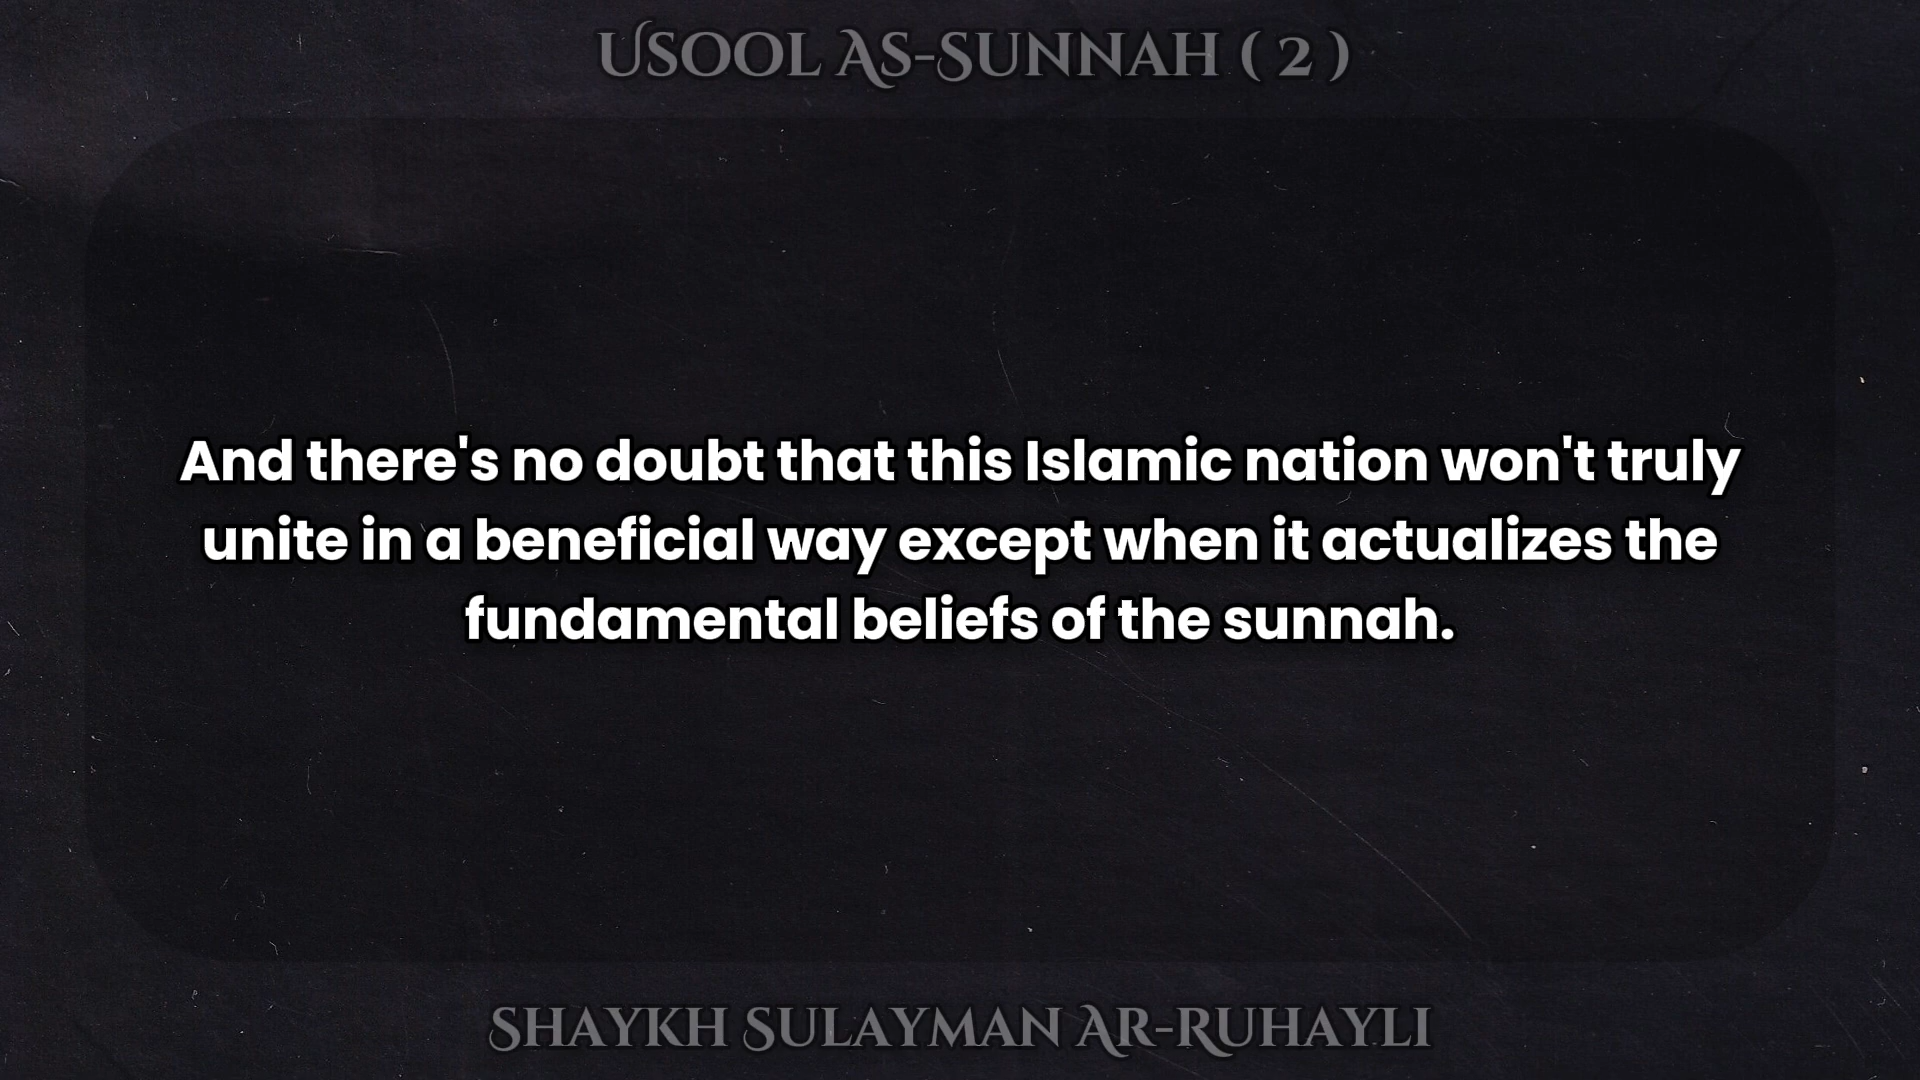 Usool As-Sunnah ( 2 )
And there's no doubt that this Islamic nation won't truly
unite in a beneficial way except when it actualizes the
fundamental beliefs of the sunnah.
Shaykh Sulayman Ar-Ruhayli